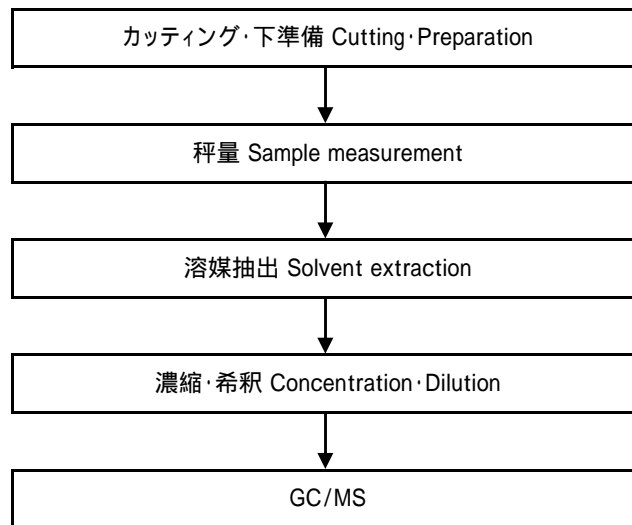 カッティング･下準備 Cutting･Preparation
秤量 Sample measurement
溶媒抽出 Solvent extraction
濃縮･希釈 Concentration･Dilution
GC/MS